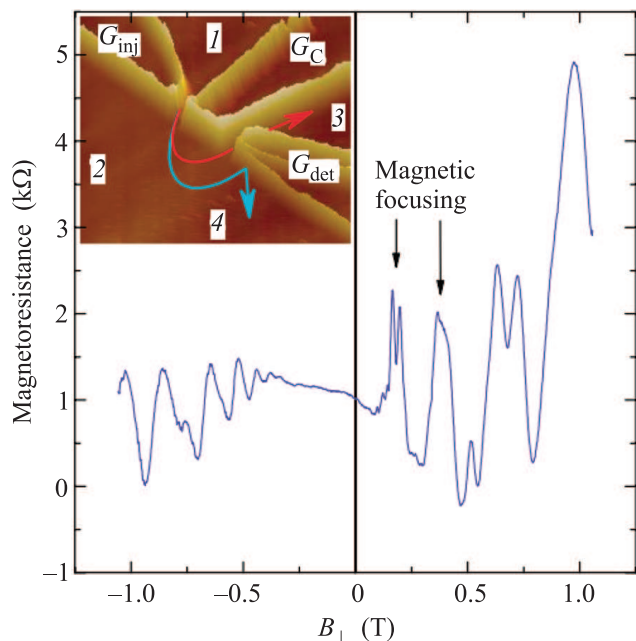 5
4
3
2
1
0
–1
Magnetoresistance (kΩ)
G_inj
1
G_C
3
2
G_det
4
Magnetic
focusing
–1.0 –0.5 0 0.5 1.0
B_⊥ (T)